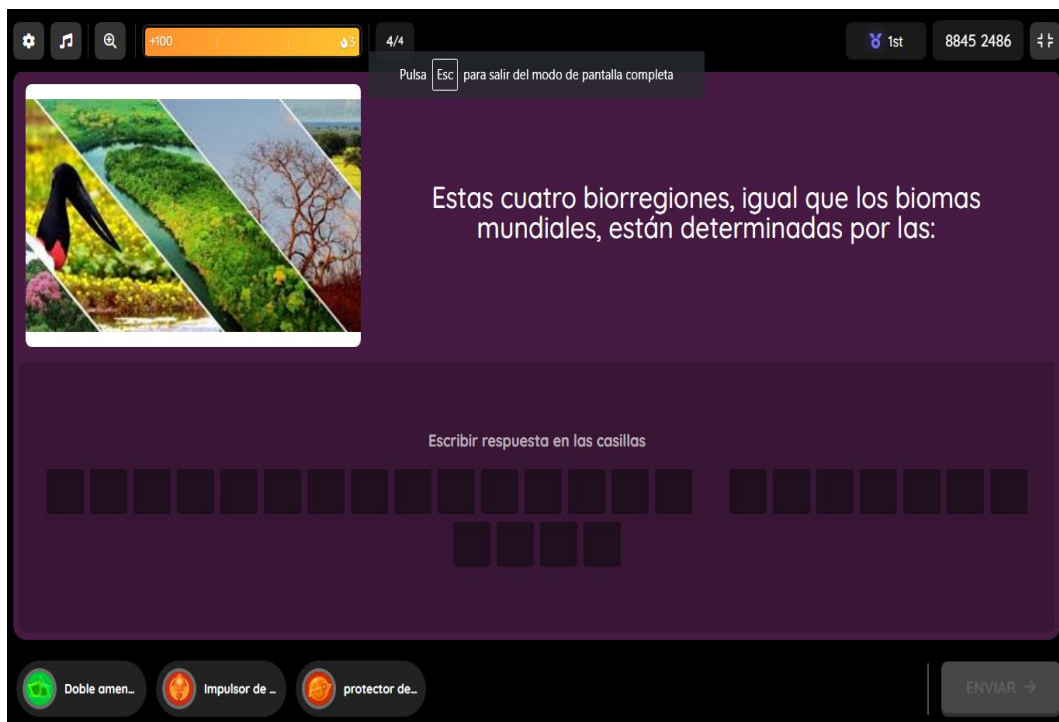 +100
3
4/4
1st
8845 2486
Pulsa Esc para salir del modo de pantalla completa
Estas cuatro biorregiones, igual que los biomas
mundiales, están determinadas por las:
Escribir respuesta en las casillas
Doble amen...
Impulsor de ...
protector de...
ENVIAR →